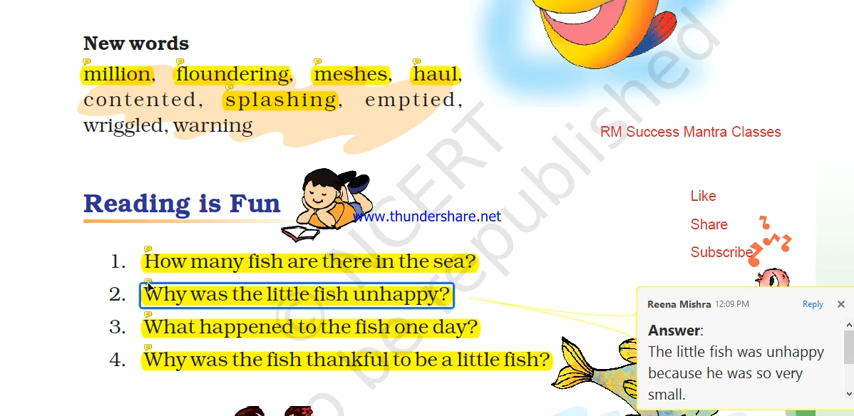 New words
million, floundering, meshes, haul,
contented, splashing, emptied,
wriggled, warning
RM Success Mantra Classes
Reading is Fun
www.thundershare.net
Like
Share
Subscribe
1. How many fish are there in the sea?
2. Why was the little fish unhappy?
3. What happened to the fish one day?
4. Why was the fish thankful to be a little fish?
Reena Mishra 12:09 PM Reply
Answer:
The little fish was unhappy
because he was so very
small.
© NCERT
to be republished